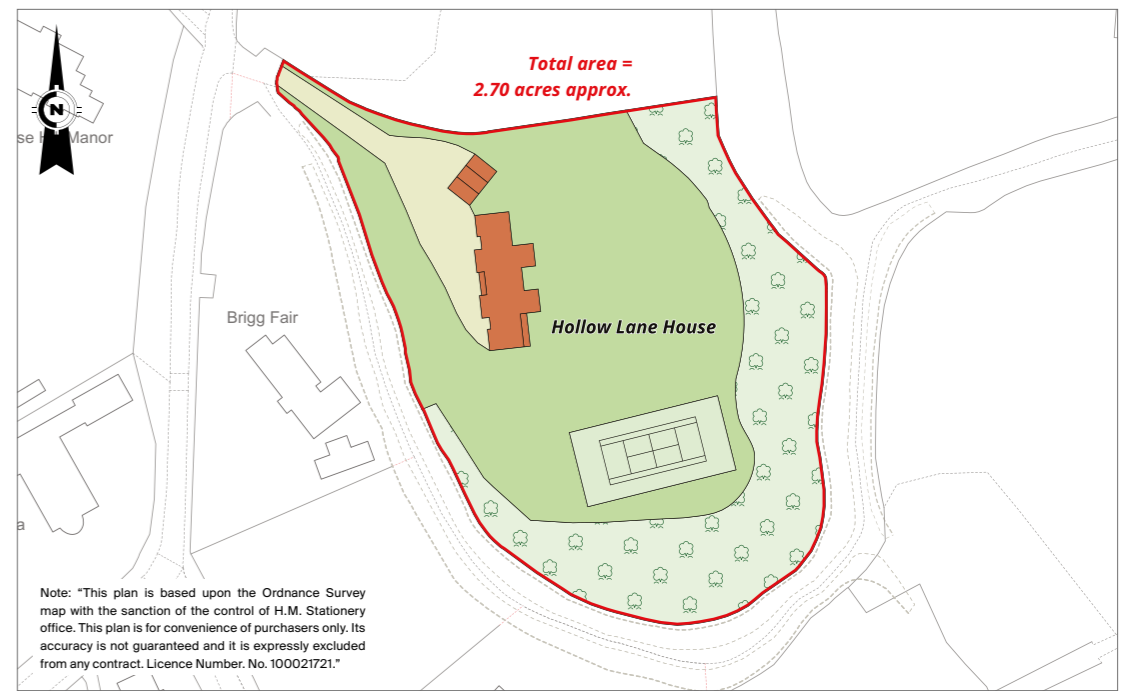 Total area =
2.70 acres approx.
N
Manor
Brigg Fair
Hollow Lane House
Note: “This plan is based upon the Ordnance Survey
map with the sanction of the control of H.M. Stationery
office. This plan is for convenience of purchasers only. Its
accuracy is not guaranteed and it is expressly excluded
from any contract. Licence Number. No. 100021721.”